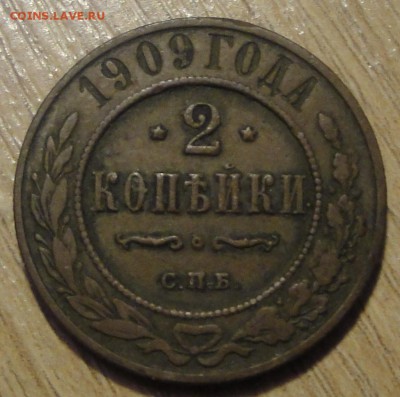 COINS.LAVE.RU
1909 ГОДА
2
КОПѢЙКИ
С.П.Б.